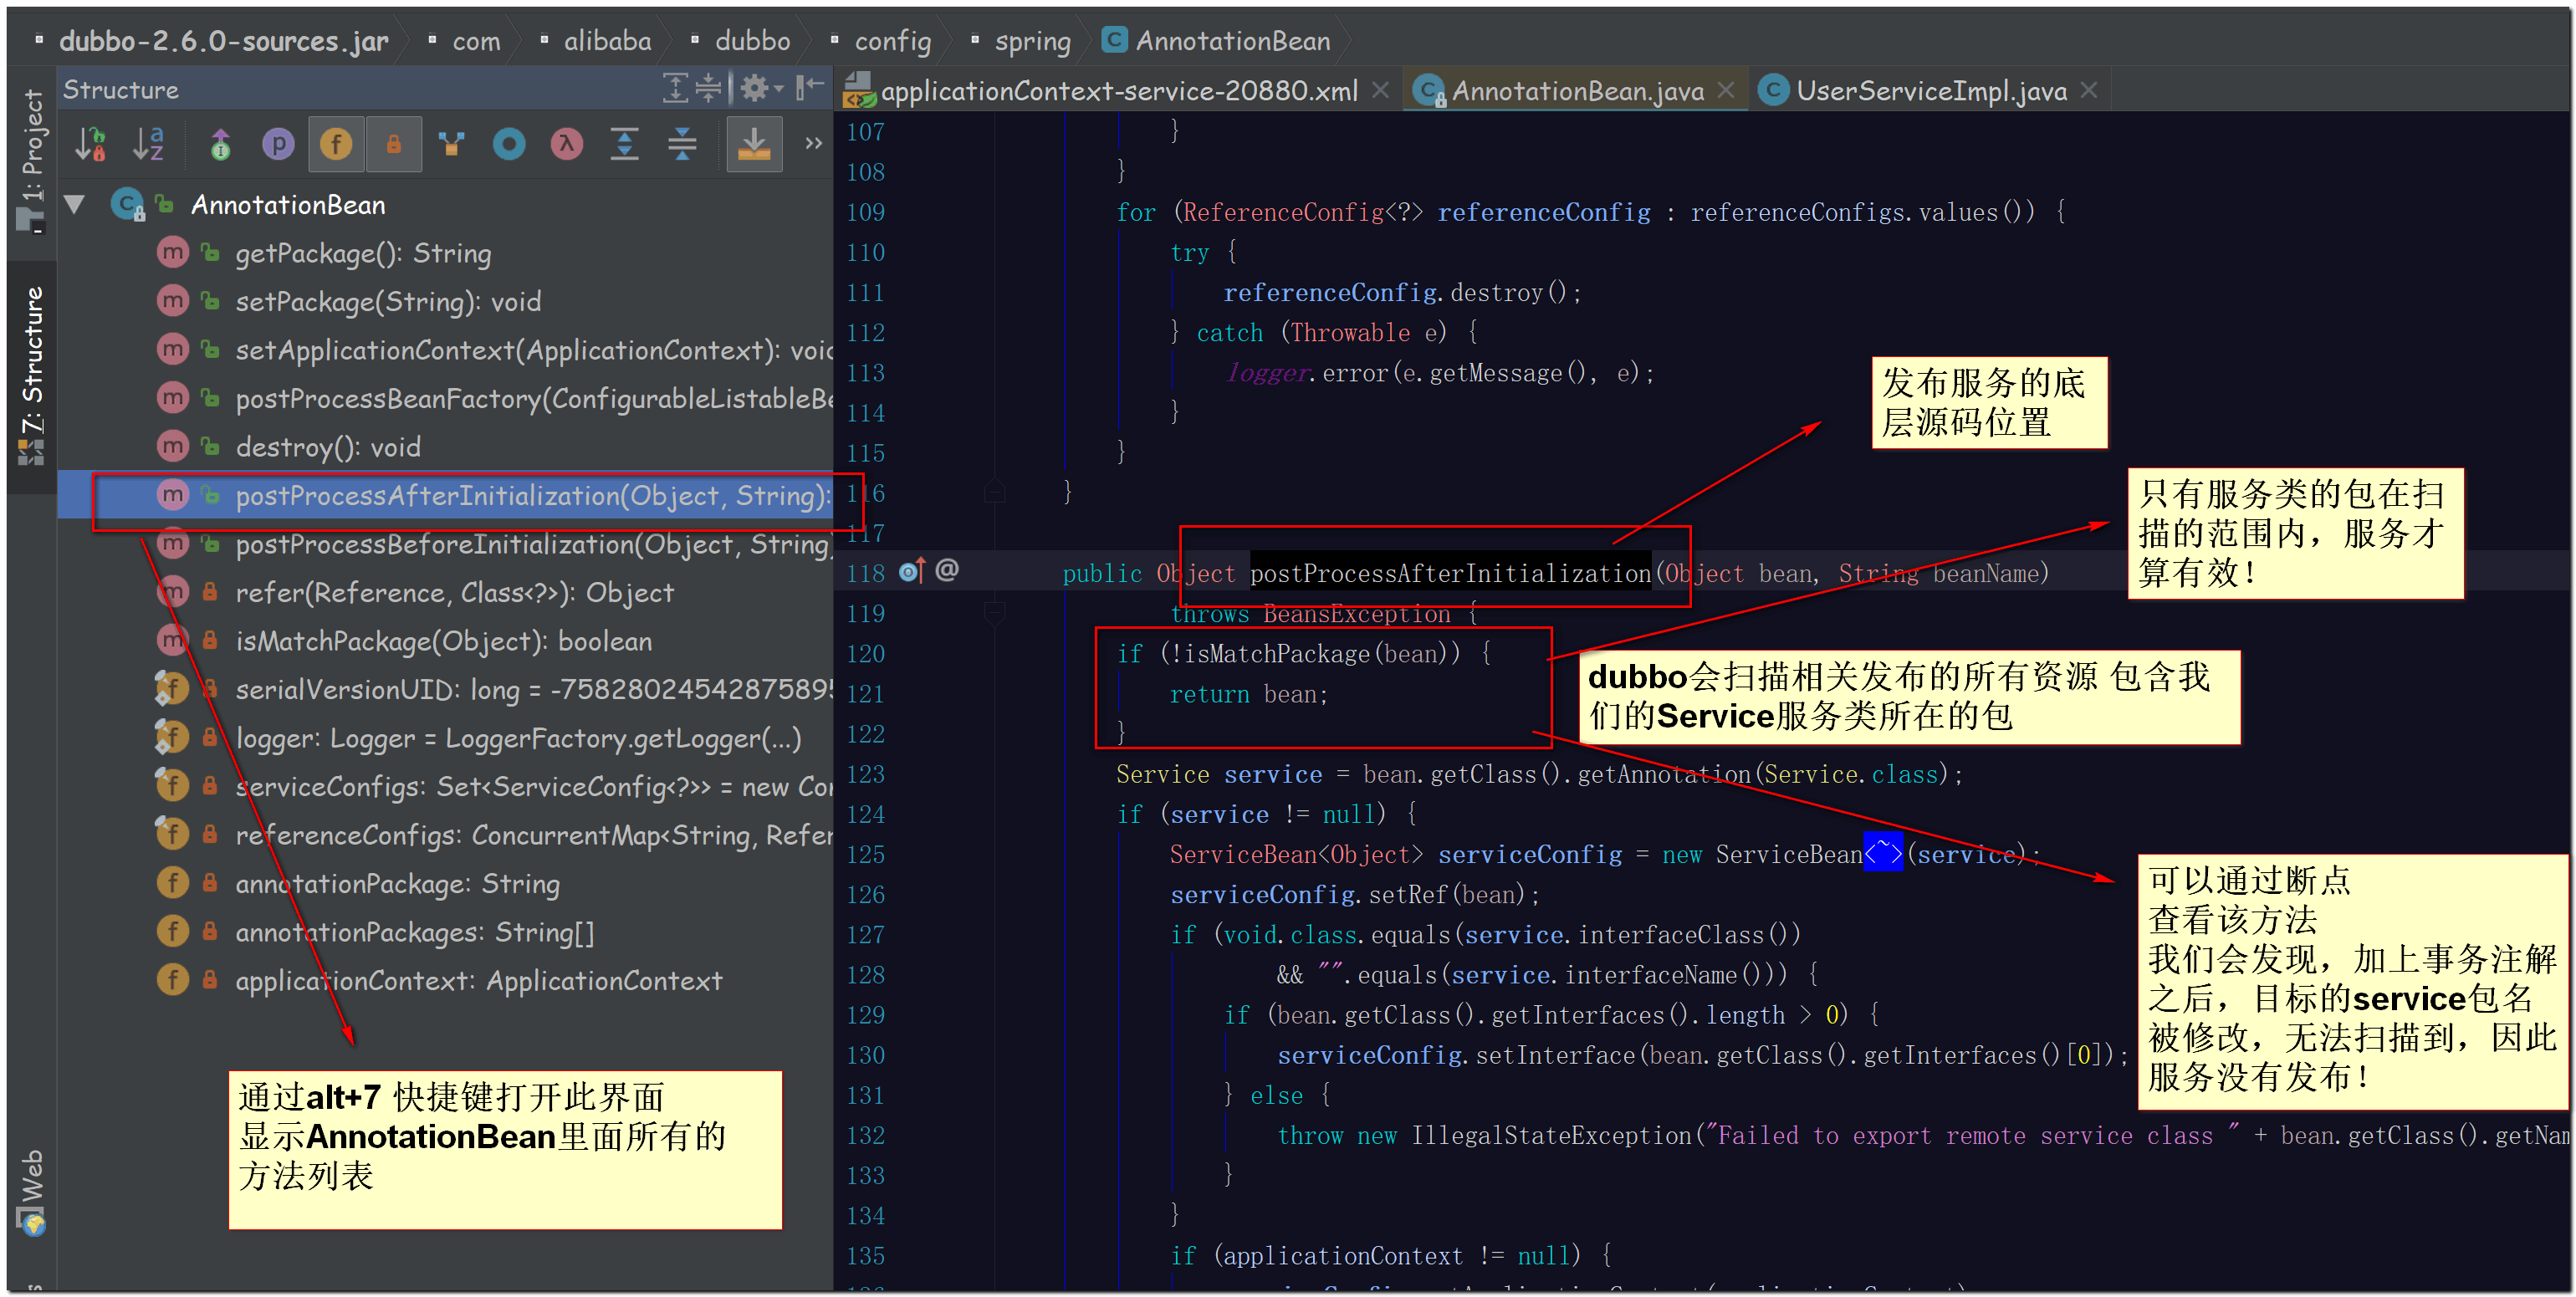 dubbo-2.6.0-sources.jar com alibaba dubbo config spring AnnotationBean
1: Project
7: Structure
Web
Structure
AnnotationBean
getPackage(): String
setPackage(String): void
setApplicationContext(ApplicationContext): void
postProcessBeanFactory(ConfigurableListableBe
destroy(): void
postProcessAfterInitialization(Object, String):
postProcessBeforeInitialization(Object, String)
refer(Reference, Class<?>): Object
isMatchPackage(Object): boolean
serialVersionUID: long = -7582802454287589
logger: Logger = LoggerFactory.getLogger(...)
serviceConfigs: Set<ServiceConfig<?>> = new Con
referenceConfigs: ConcurrentMap<String, Refer
annotationPackage: String
annotationPackages: String[]
applicationContext: ApplicationContext
通过alt+7 快捷键打开此界面
显示AnnotationBean里面所有的
方法列表
applicationContext-service-20880.xml AnnotationBean.java UserServiceImpl.java
107 }
108 }
109 for (ReferenceConfig<?> referenceConfig : referenceConfigs.values()) {
110 try {
111 referenceConfig.destroy();
112 } catch (Throwable e) {
113 logger.error(e.getMessage(), e);
114 }
115 }
116 }
117
118 @ public Object postProcessAfterInitialization(Object bean, String beanName)
119 throws BeansException {
120 if (!isMatchPackage(bean)) {
121 return bean;
122 }
123 Service service = bean.getClass().getAnnotation(Service.class);
124 if (service != null) {
125 ServiceBean<Object> serviceConfig = new ServiceBean<~>(service);
126 serviceConfig.setRef(bean);
127 if (void.class.equals(service.interfaceClass())
128 && "".equals(service.interfaceName())) {
129 if (bean.getClass().getInterfaces().length > 0) {
130 serviceConfig.setInterface(bean.getClass().getInterfaces()[0]);
131 } else {
132 throw new IllegalStateException("Failed to export remote service class " + bean.getClass().getNam
133 }
134 }
135 if (applicationContext != null) {
发布服务的底
层源码位置
只有服务类的包在扫
描的范围内，服务才
算有效！
dubbo会扫描相关发布的所有资源 包含我
们的Service服务类所在的包
可以通过断点
查看该方法
我们会发现，加上事务注解
之后，目标的service包名
被修改，无法扫描到，因此
服务没有发布！